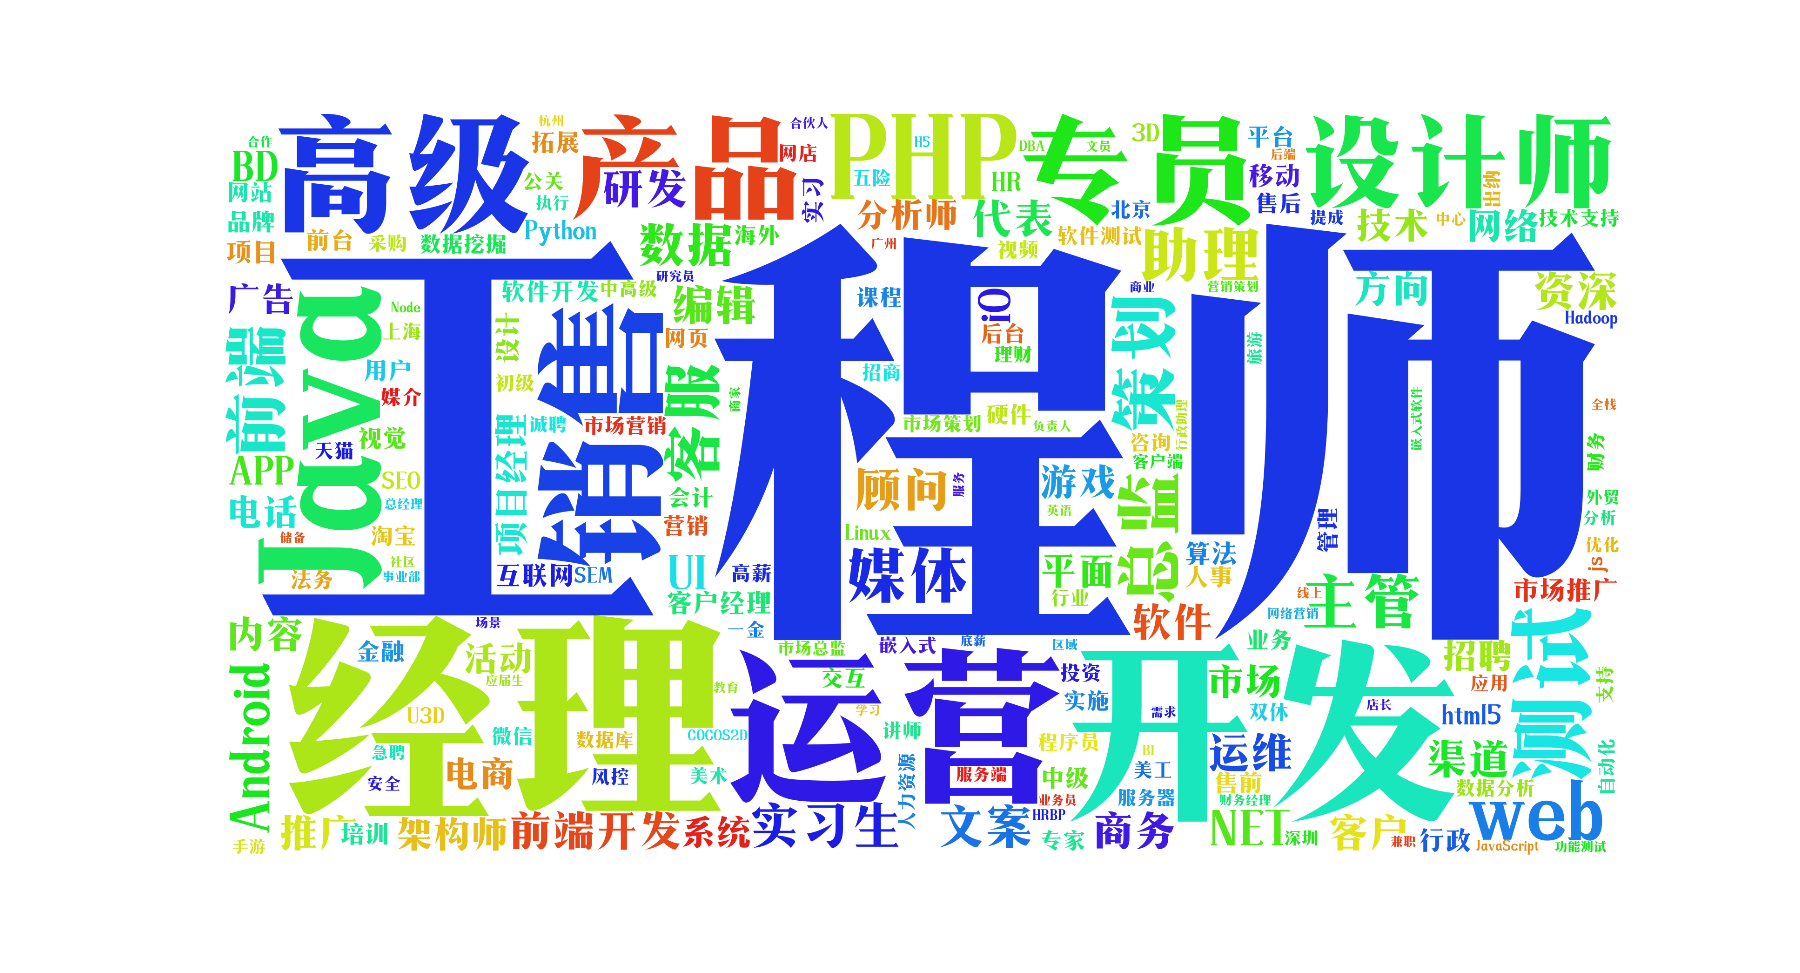 工程师
经理
开发
运营
高级
产品
PHP
专员
设计师
Java
销售
前端
客服
测试
web
Android
数据
研发
编辑
媒体
总监
策划
助理
主管
顾问
游戏
平面
软件
市场
运维
渠道
招聘
商务
文案
实习生
前端开发
系统
架构师
推广
培训
手游
电商
内容
金融
活动
应届生
U3D
微信
急聘
安全
数据库
风控
COCOS2D
美术
教育
交互
市场总监
一金
场景
学习
讲师
人力资源
服务端
嵌入式
底薪
区域
投资
实施
需求
程序员
BI
中级
美工
业务员
服务器
HRBP
专家
售前
财务经理
NET
深圳
客户
兼职
行政
JavaScript
功能测试
数据分析
自动化
支持
html5
应用
店长
双休
业务
网络营销
线上
市场推广
js
优化
分析
外贸
财务
全栈
嵌入式软件
管理
算法
人事
行业
英语
服务
客户端
咨询
行政助理
负责人
硬件
市场策划
招商
理财
后台
iO
课程
视频
广州
软件测试
代表
分析师
北京
五险
H5
DBA
文员
HR
3D
平台
后端
移动
售后
出纳
提成
技术
中心
网络
技术支持
方向
资深
Hadoop
商业
营销策划
旅游
合作
BD
网站
品牌
项目
广告
前台
采购
数据挖掘
杭州
拓展
公关
执行
Python
合伙人
网店
实习
海外
研究员
中高级
软件开发
Node
上海
用户
媒介
视觉
天猫
APP
SEO
电话
总经理
淘宝
储备
社区
事业部
法务
设计
初级
诚聘
市场营销
网页
商家
项目经理
会计
营销
互联网
SEM
UI
高薪
客户经理
Linux